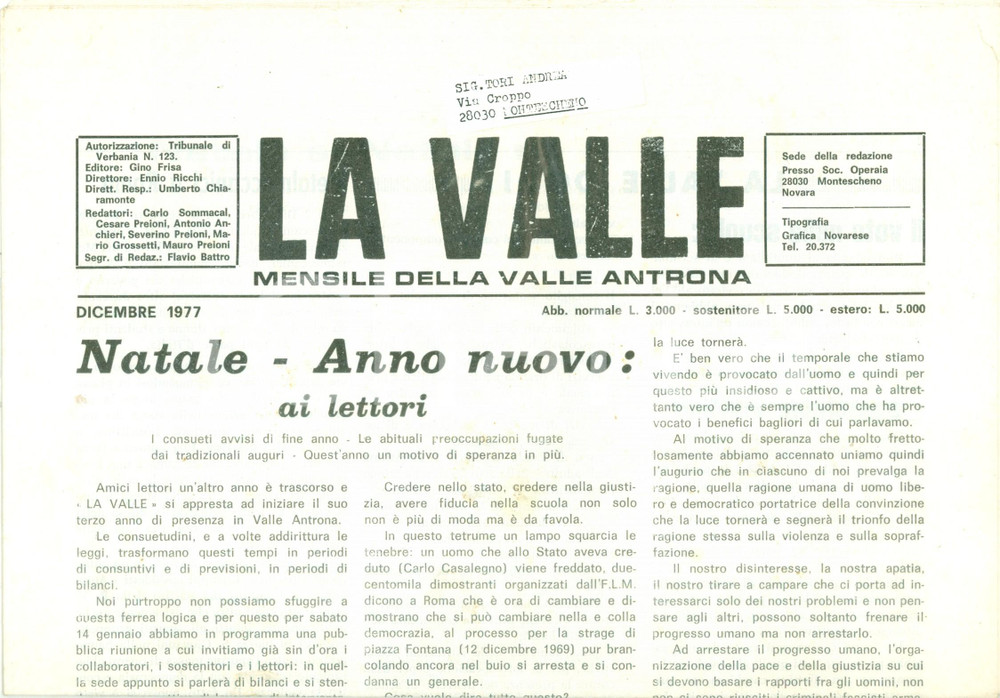 SIG.TORI ANDREA
Via Croppo
28030 MONTESCHENO
Autorizzazione: Tribunale di
Verbania N. 123.
Editore: Gino Frisa
Direttore: Ennio Ricchi
Dirett. Resp.: Umberto Chia-
ramonte
Redattori: Carlo Sommacal,
Cesare Preioni, Antonio An-
chieri, Severino Preioni, Ma-
rio Grossetti, Mauro Preioni
Segr. di Redaz.: Flavio Battro
LA VALLE
MENSILE DELLA VALLE ANTRONA
Sede della redazione
Presso Soc. Operaia
28030 Montescheno
Novara
Tipografia
Grafica Novarese
Tel. 20.372
DICEMBRE 1977
Abb. normale L. 3.000 - sostenitore L. 5.000 - estero: L. 5.000
Natale - Anno nuovo:
ai lettori
I consueti avvisi di fine anno - Le abituali preoccupazioni fugate
dai tradizionali auguri - Quest'anno un motivo di speranza in più.
Amici lettori un'altro anno è trascorso e
« LA VALLE » si appresta ad iniziare il suo
terzo anno di presenza in Valle Antrona.
Le consuetudini, e a volte addirittura le
leggi, trasformano questi tempi in periodi
di consuntivi e di previsioni, in periodi di
bilanci.
Noi purtroppo non possiamo sfuggire a
questa ferrea logica e per questo per sabato
14 gennaio abbiamo in programma una pub-
blica riunione a cui invitiamo già sin d'ora i
collaboratori, i sostenitori e i lettori: in quel-
la sede appunto si parlerà di bilanci e si sten-
Credere nello stato, credere nella giusti-
zia, avere fiducia nella scuola non solo
non è più di moda ma è da favola.
In questo tetrume un lampo squarcia le
tenebre: un uomo che allo Stato aveva cre-
duto (Carlo Casalegno) viene freddato, due-
centomila dimostranti organizzati dall'F.L.M.
dicono a Roma che è ora di cambiare e di-
mostrano che si può cambiare nella e colla
democrazia, al processo per la strage di
piazza Fontana (12 dicembre 1969) pur bran-
colando ancora nel buio si arresta e si con-
danna un generale.
Cosa vuole dire tutto questo?
la luce tornerà.
E' ben vero che il temporale che stiamo
vivendo è provocato dall'uomo e quindi per
questo più insidioso e cattivo, ma è altret-
tanto vero che è sempre l'uomo che ha pro-
vocato i benefici bagliori di cui parlavamo.
Al motivo di speranza che molto fretto-
losamente abbiamo accennato uniamo quindi
l'augurio che in ciascuno di noi prevalga la
ragione, quella ragione umana di uomo libe-
ro e democratico portatrice della convinzione
che la luce tornerà e segnerà il trionfo della
ragione stessa sulla violenza e sulla sopraf-
fazione.
Il nostro disinteresse, la nostra apatia,
il nostro tirare a campare che ci porta ad in-
teressarci solo dei nostri problemi e non pen-
sare agli altri, possono soltanto frenare il
progresso umano ma non arrestarlo.
Ad arrestare il progresso umano, l'orga-
nizzazione della pace e della giustizia su cui
si devono basare i rapporti fra gli uomini, non